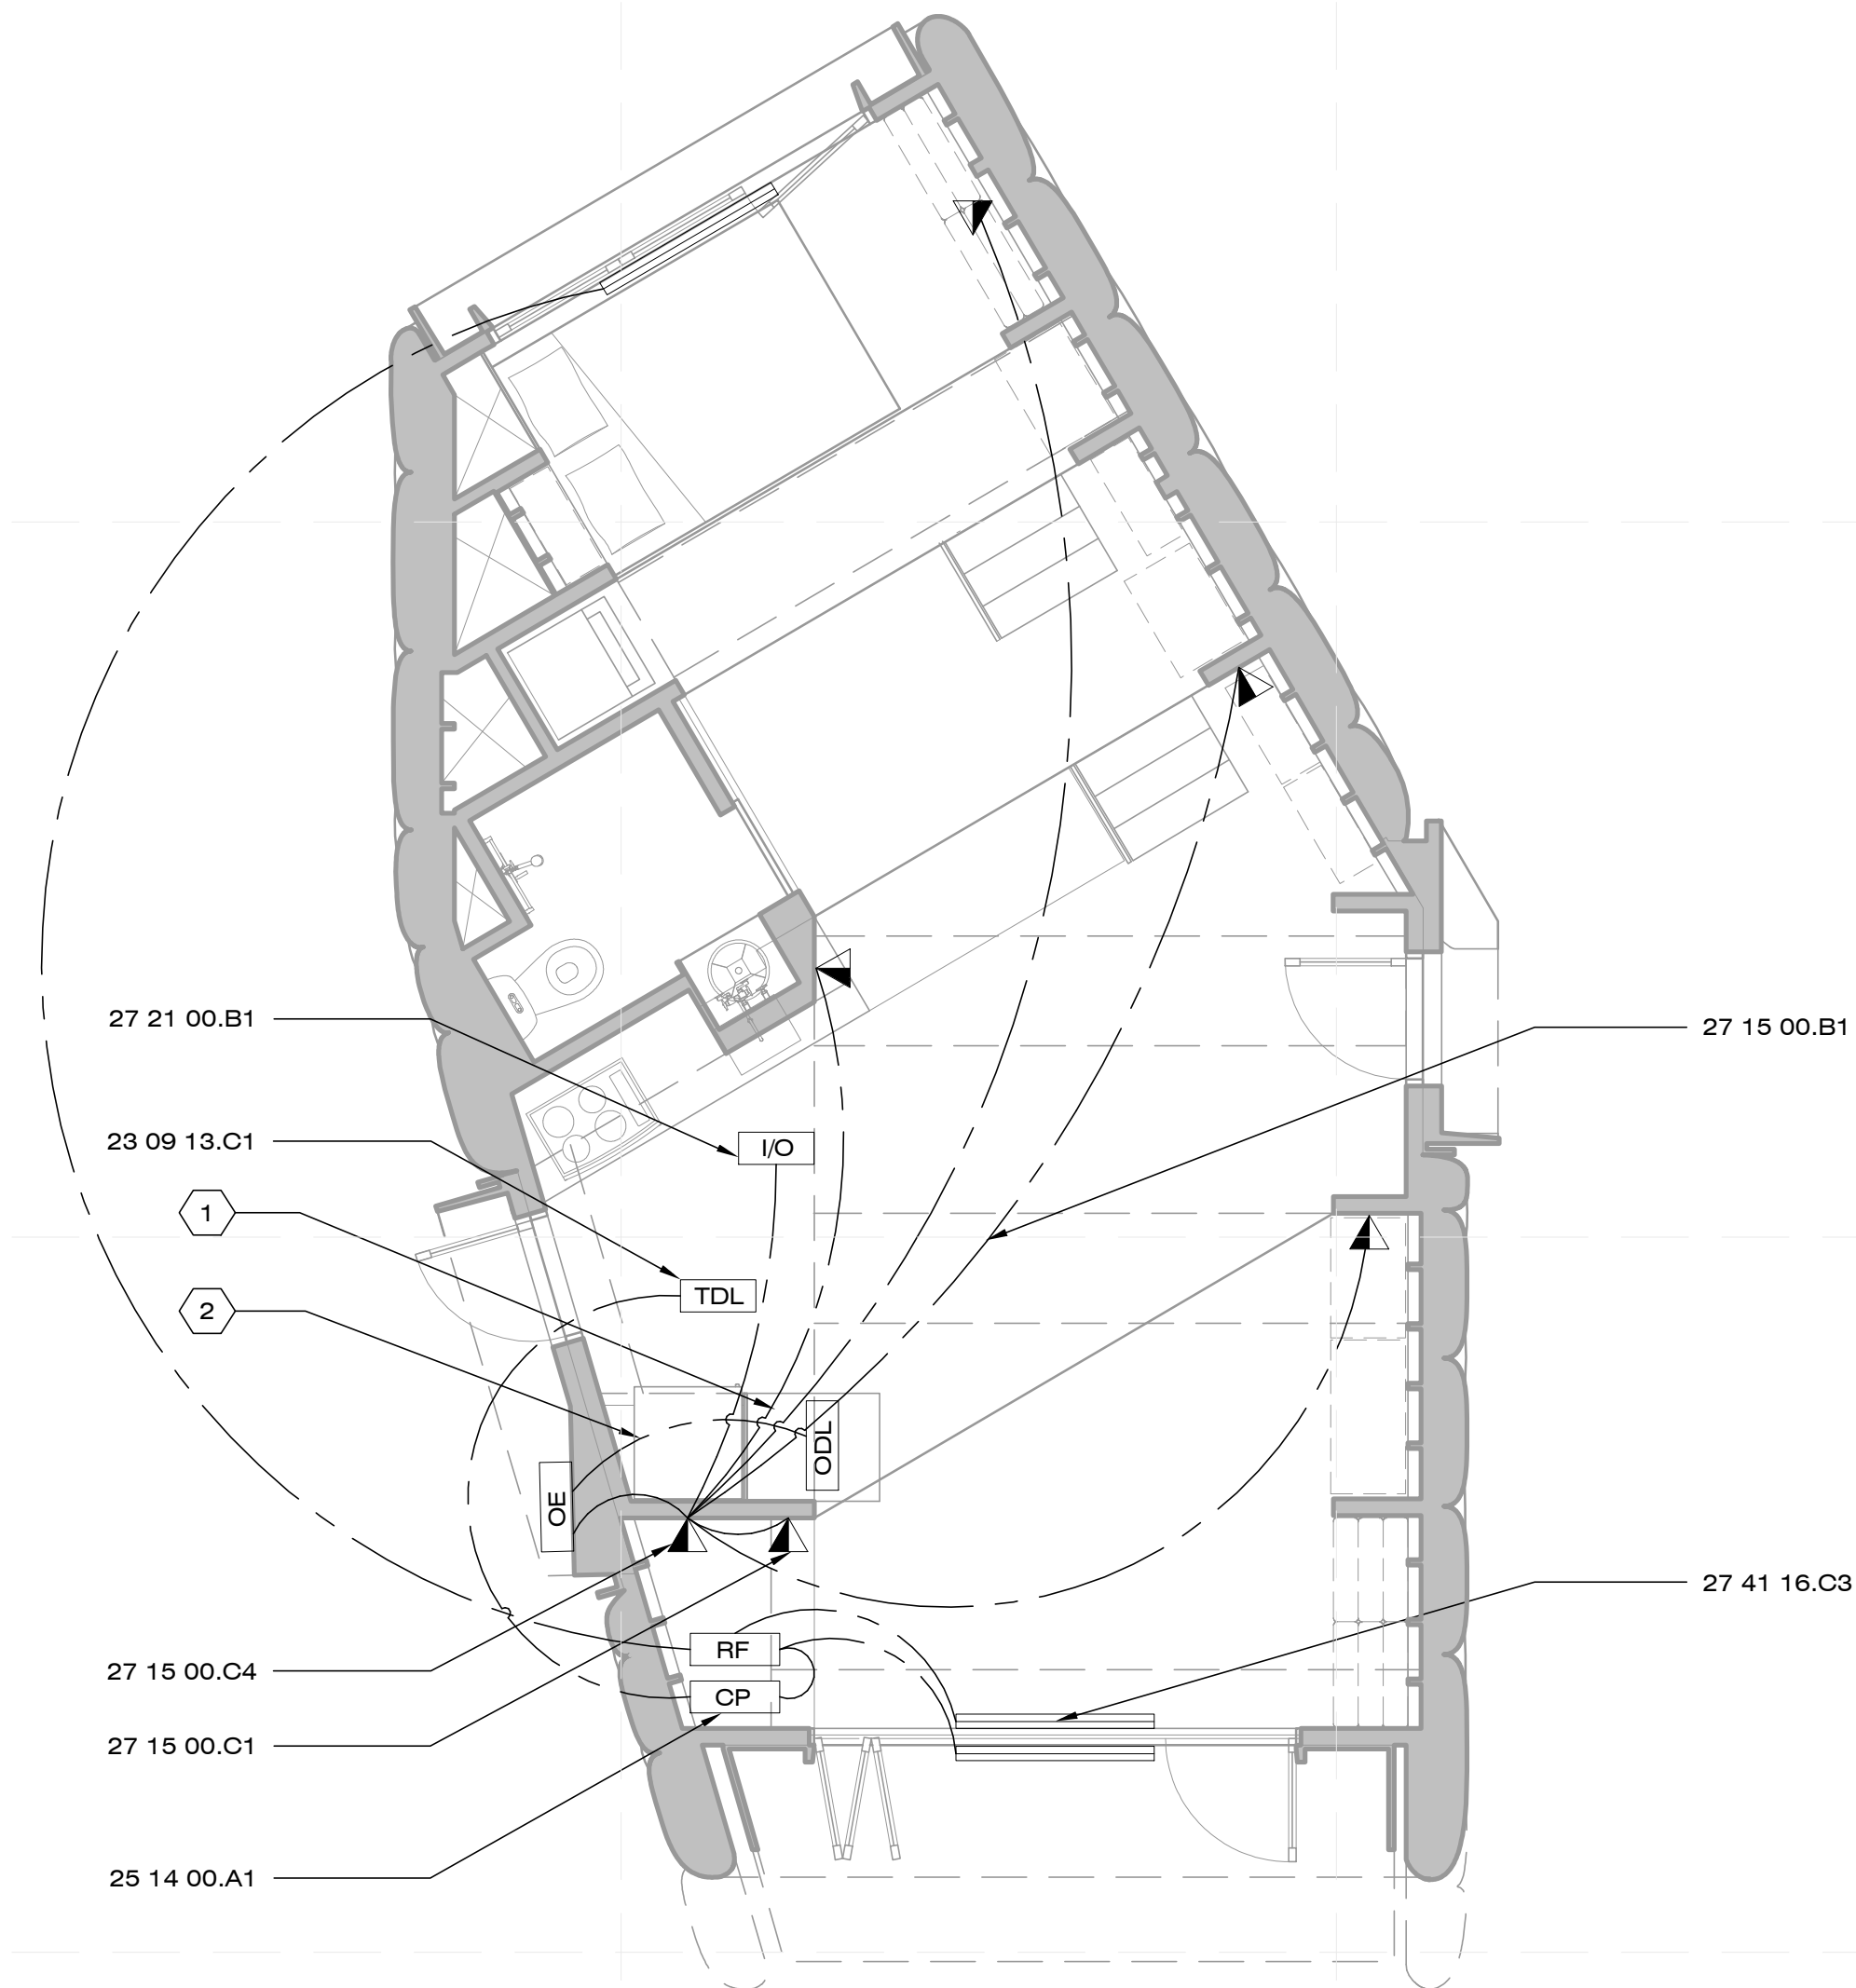 27 21 00.B1
27 15 00.B1
23 09 13.C1
I/O
1
TDL
2
ODL
OE
27 41 16.C3
RF
27 15 00.C4
CP
27 15 00.C1
25 14 00.A1